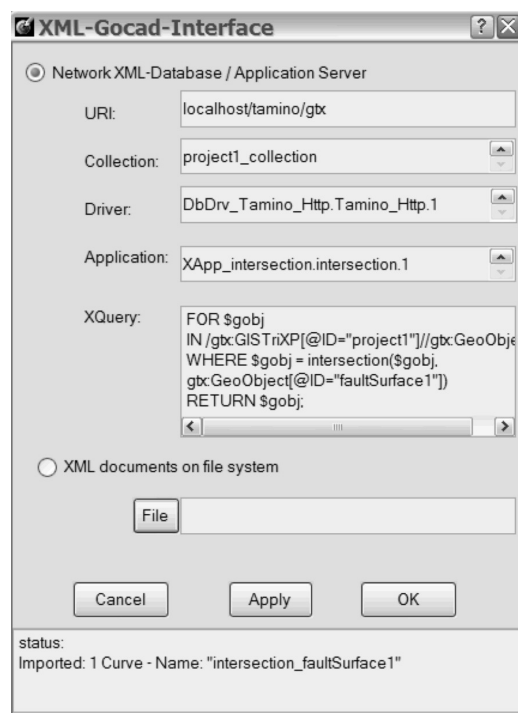 XML-Gocad-Interface
Network XML-Database / Application Server
URI: localhost/tamino/gtx
Collection: project1_collection
Driver: DbDrv_Tamino_Http.Tamino_Http.1
Application: XApp_intersection.intersection.1
XQuery: FOR $gobj
IN /gtx:GISTriXP[@ID="project1"]//gtx:GeoObje
WHERE $gobj = intersection($gobj,
gtx:GeoObject[@ID="faultSurface1"])
RETURN $gobj;
XML documents on file system
File
Cancel Apply OK
status:
Imported: 1 Curve - Name: "intersection_faultSurface1"